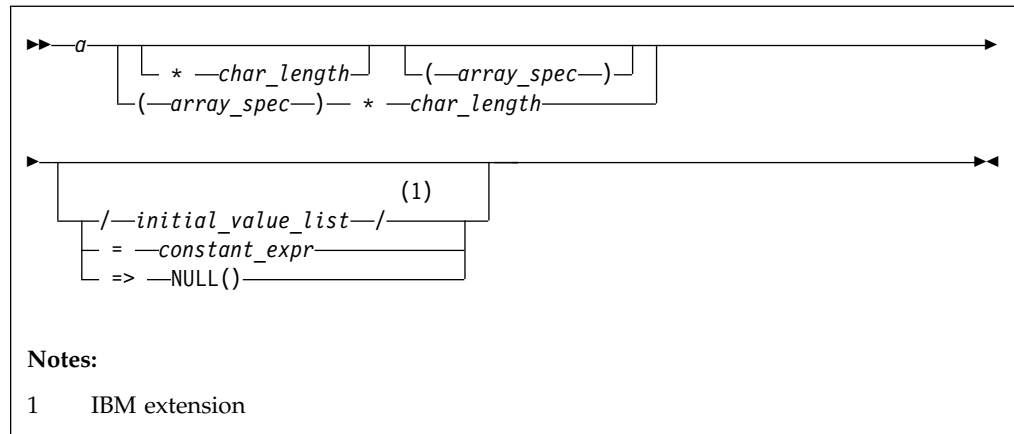 a
* char_length (array_spec)
(array_spec) * char_length
(1)
/initial_value_list/
= constant_expr
=> NULL()
Notes:
1 IBM extension